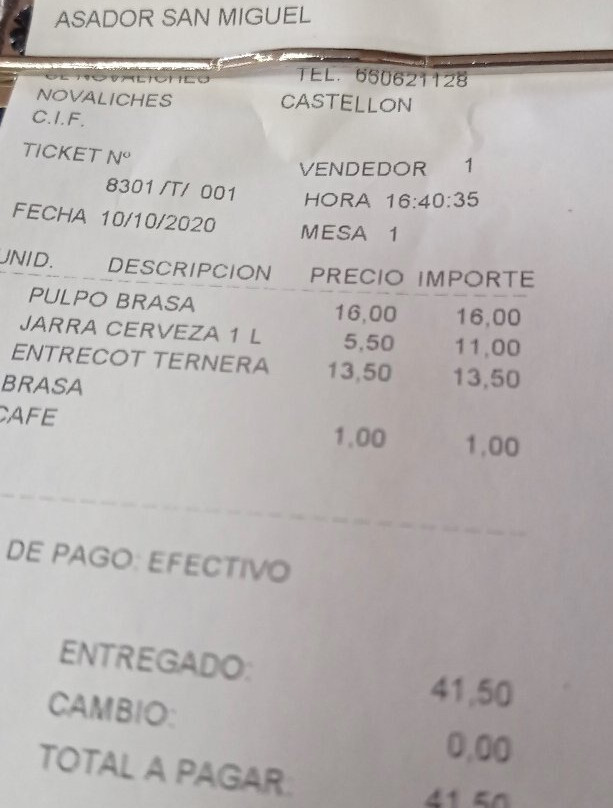 ASADOR SAN MIGUEL
TEL. 660621128
NOVALICHES CASTELLON
C.I.F.
TICKET Nº VENDEDOR 1
8301 /T/ 001 HORA 16:40:35
FECHA 10/10/2020 MESA 1
UNID. DESCRIPCION PRECIO IMPORTE
PULPO BRASA 16,00 16,00
JARRA CERVEZA 1 L 5,50 11,00
ENTRECOT TERNERA 13,50 13,50
BRASA
CAFE 1,00 1,00
DE PAGO: EFECTIVO
ENTREGADO: 41,50
CAMBIO: 0,00
TOTAL A PAGAR: 41,50